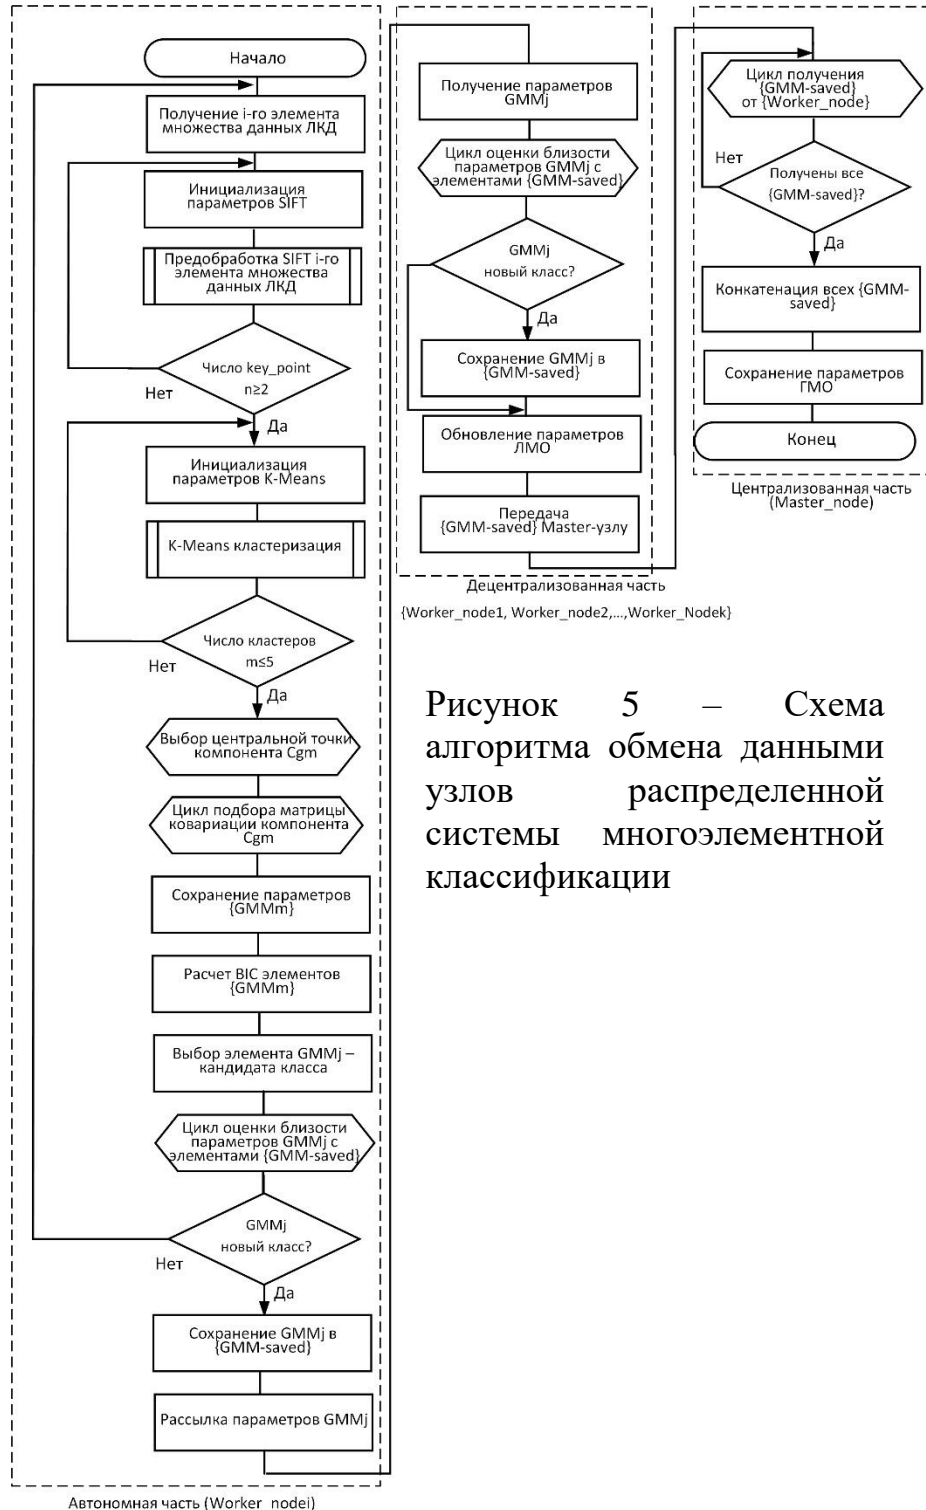 Начало
Получение i-го элемента
множества данных ЛКД
Инициализация
параметров SIFT
Предобработка SIFT i-го
элемента множества
данных ЛКД
Число key_point
n≥2
Нет
Да
Инициализация
параметров K-Means
K-Means кластеризация
Число кластеров
m≤5
Нет
Да
Выбор центральной точки
компонента Cgm
Цикл подбора матрицы
ковариации компонента
Cgm
Сохранение параметров
{GMMm}
Расчет BIC элементов
{GMMm}
Выбор элемента GMMj –
кандидата класса
Цикл оценки близости
параметров GMMj с
элементами {GMM-saved}
GMMj
новый класс?
Нет
Да
Сохранение GMMj в
{GMM-saved}
Рассылка параметров GMMj
Автономная часть (Worker_nodei)
Получение параметров
GMMj
Цикл оценки близости
параметров GMMj с
элементами {GMM-saved}
GMMj
новый класс?
Да
Сохранение GMMj в
{GMM-saved}
Обновление параметров
ЛМО
Передача
{GMM-saved} Master-узлу
Децентрализованная часть
{Worker_node1, Worker_node2,...,Worker_Nodek}
Цикл получения
{GMM-saved}
от {Worker_node}
Нет
Получены все
{GMM-saved}?
Да
Конкатенация всех {GMM-
saved}
Сохранение параметров
ГМО
Конец
Централизованная часть
(Master_node)
Рисунок 5 – Схема
алгоритма обмена данными
узлов распределенной
системы многоэлементной
классификации